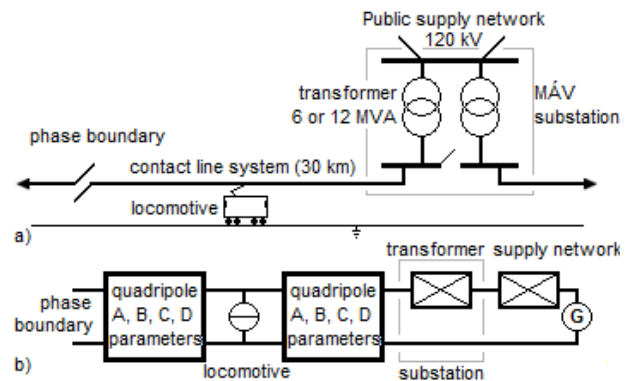 Public supply network
120 kV
transformer
6 or 12 MVA
MÁV
substation
phase boundary
contact line system (30 km)
locomotive
a)
transformer supply network
quadripole
A, B, C, D
parameters
quadripole
A, B, C, D
parameters
phase
boundary
G
b)
locomotive
substation